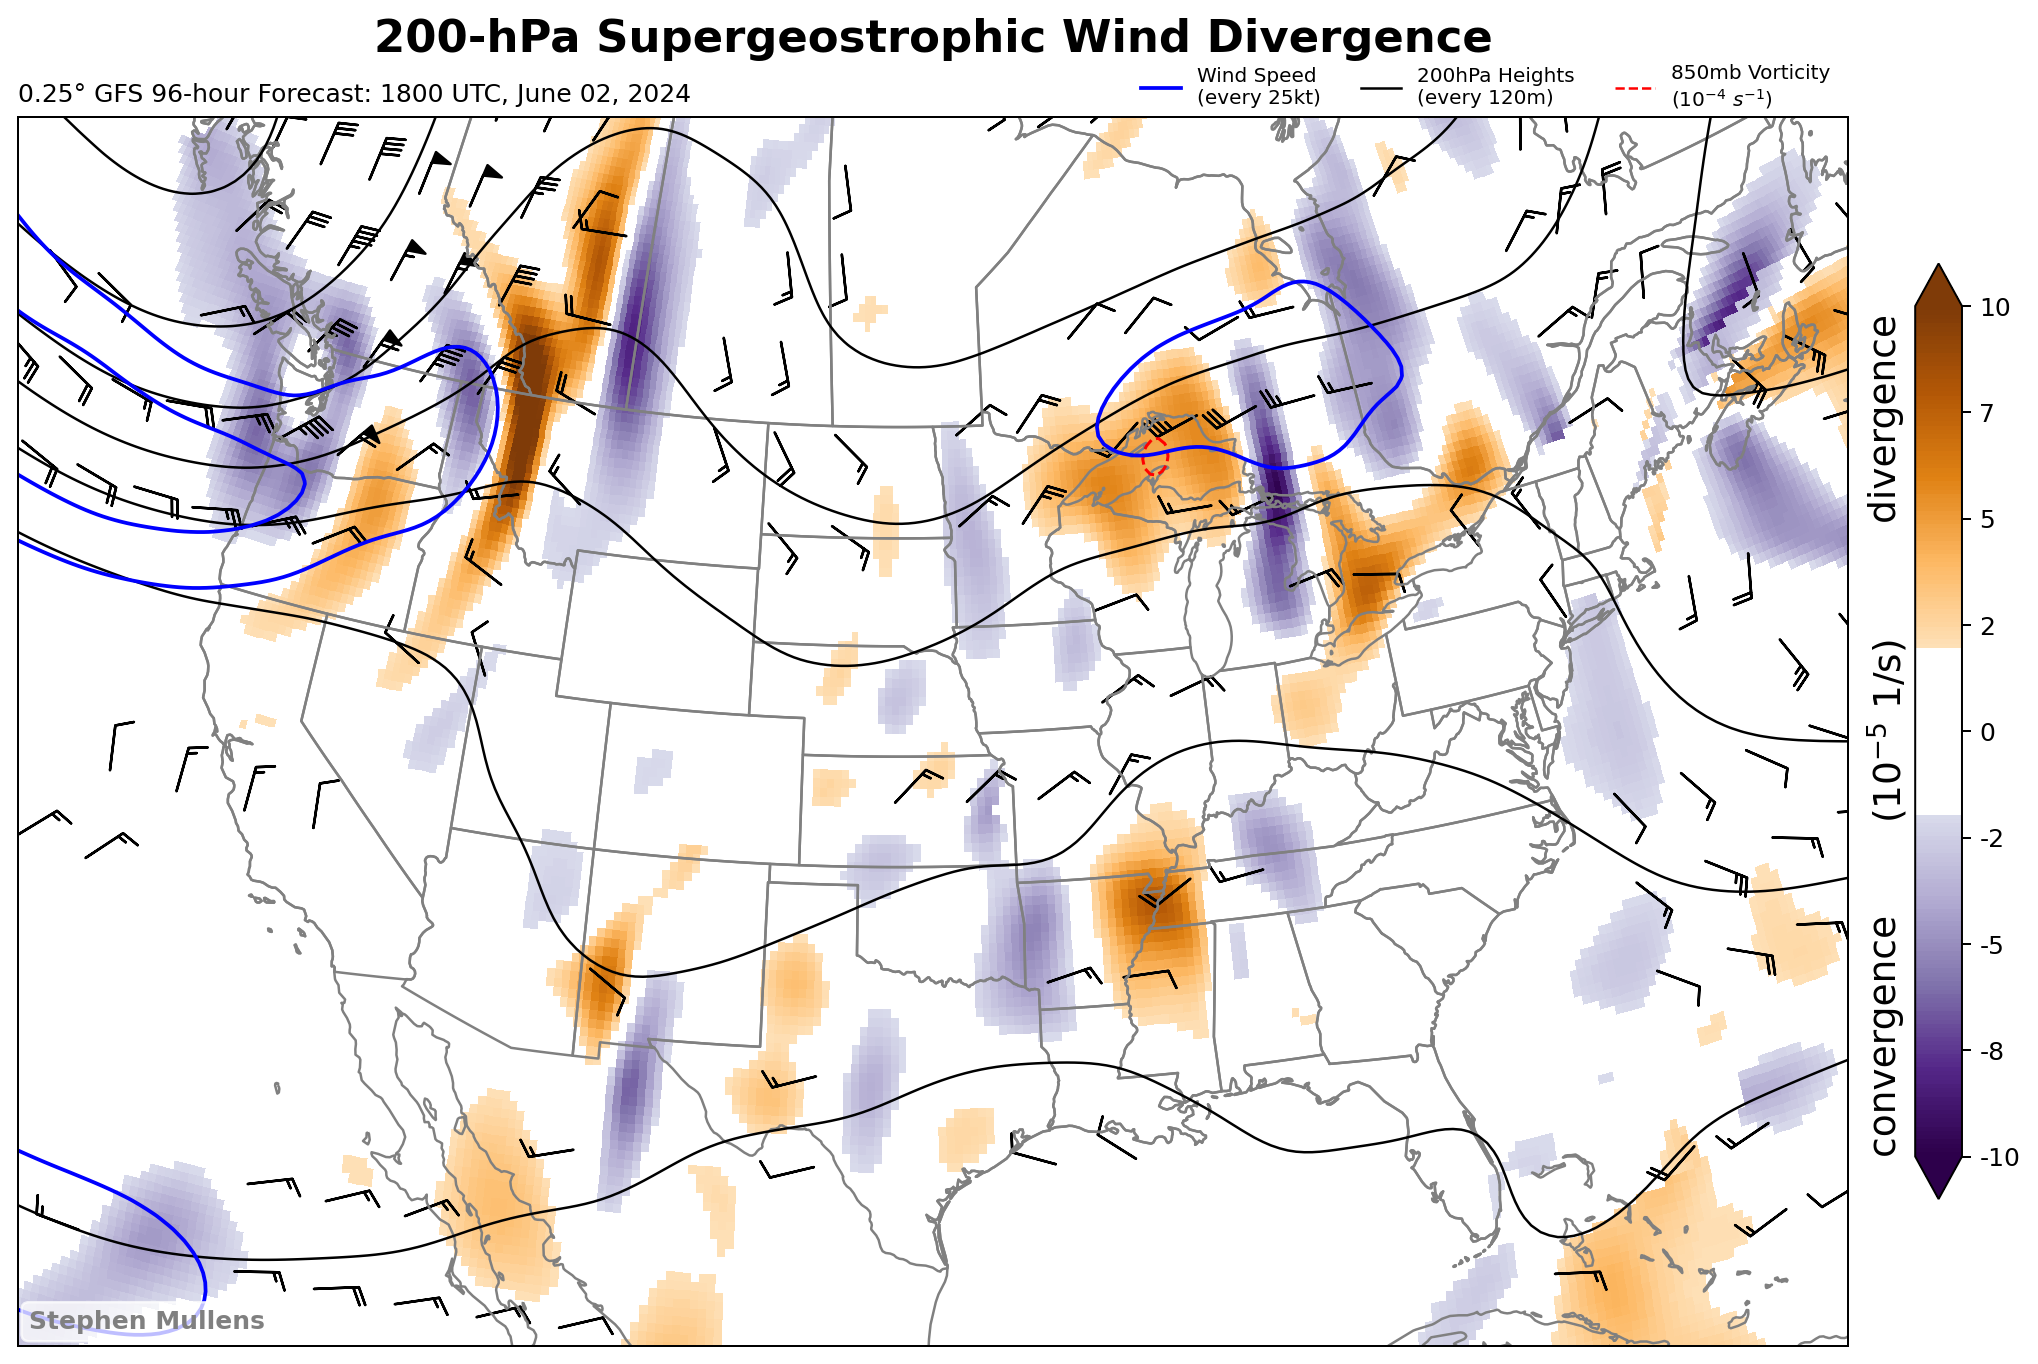 200-hPa Supergeostrophic Wind Divergence
0.25° GFS 96-hour Forecast: 1800 UTC, June 02, 2024
Wind Speed
(every 25kt)
200hPa Heights
(every 120m)
850mb Vorticity
(10⁻⁴ s⁻¹)
10
7
5
2
0
-2
-5
-8
-10
convergence (10⁻⁵ 1/s) divergence
Stephen Mullens